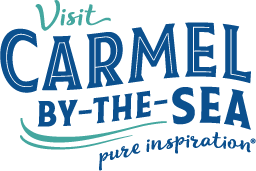 Visit
CARMEL
BY-THE-SEA
pure inspiration®